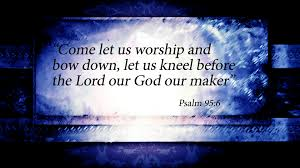 "Come let us worship and
bow down, let us kneel before
the Lord our God our maker"
Psalm 95:6